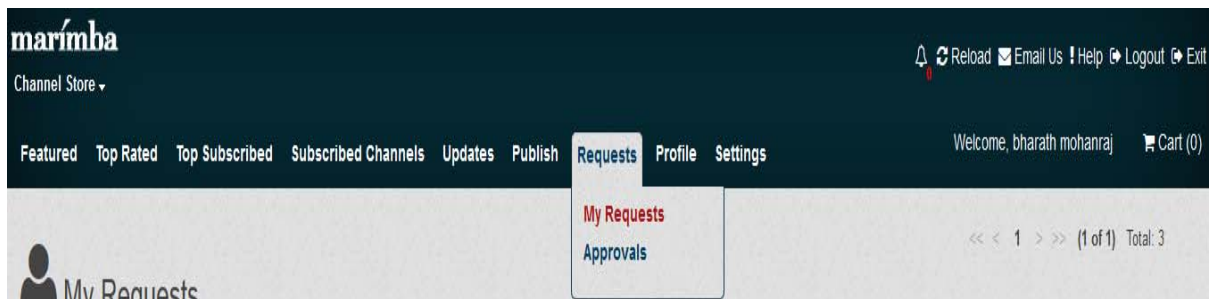 marímba
0 Reload Email Us ! Help Logout Exit
Channel Store
Featured Top Rated Top Subscribed Subscribed Channels Updates Publish Requests Profile Settings Welcome, bharath mohanraj Cart (0)
My Requests
Approvals
<< < 1 > >> (1 of 1) Total: 3
My Requests